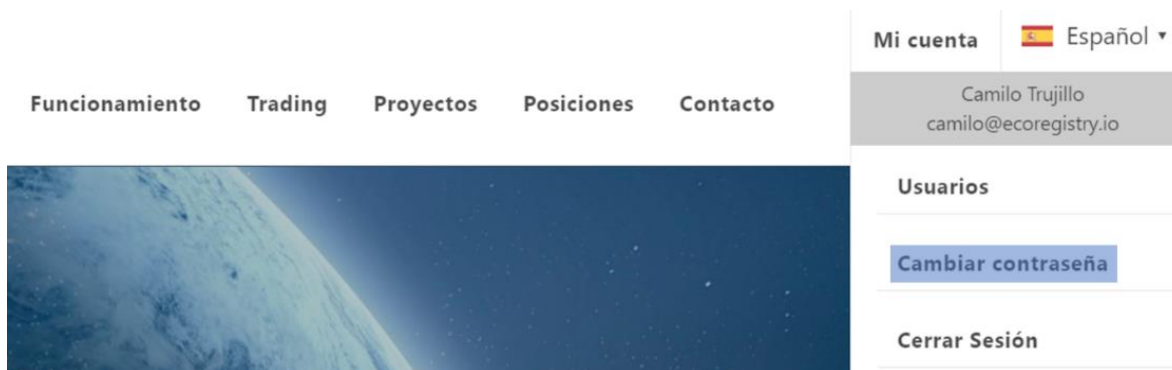 Mi cuenta
Español
Funcionamiento Trading Proyectos Posiciones Contacto
Camilo Trujillo
camilo@ecoregistry.io
Usuarios
Cambiar contraseña
Cerrar Sesión